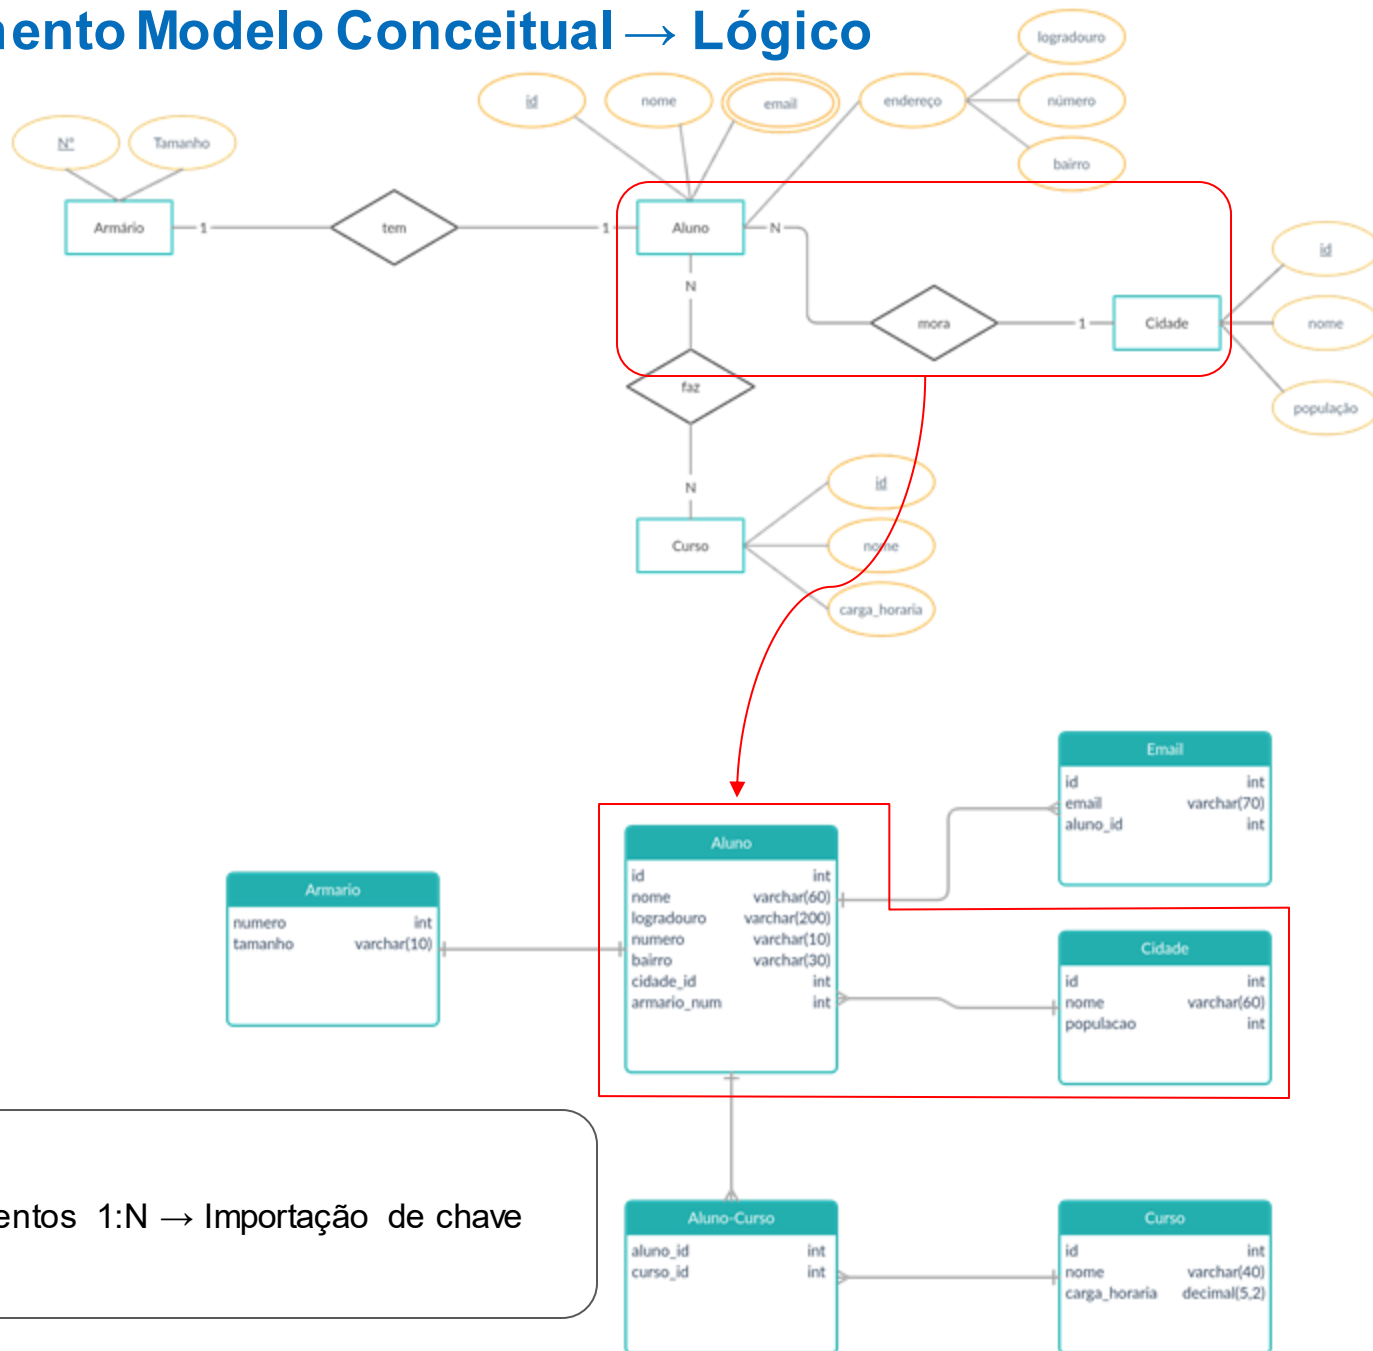 mento Modelo Conceitual → Lógico
logradouro
id
nome
email
endereço
número
Nº
Tamanho
bairro
Armário
1
tem
1
Aluno
N
id
N
mora
1
Cidade
nome
faz
população
N
id
Curso
nome
carga_horaria
Email
id int
email varchar(70)
aluno_id int
Aluno
id int
nome varchar(60)
logradouro varchar(200)
numero varchar(10)
bairro varchar(30)
cidade_id int
armario_num int
Armario
numero int
tamanho varchar(10)
Cidade
id int
nome varchar(60)
populacao int
entos 1:N → Importação de chave
Aluno-Curso
aluno_id int
curso_id int
Curso
id int
nome varchar(40)
carga_horaria decimal(5,2)